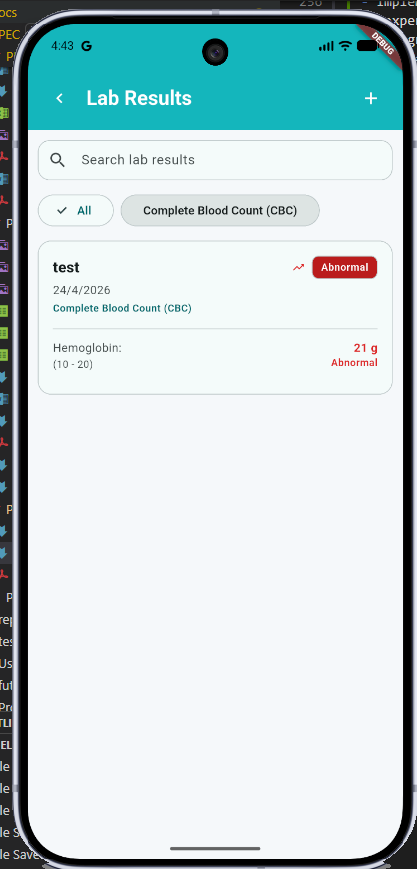 4:43 G
DEBUG
Lab Results
Search lab results
All
Complete Blood Count (CBC)
test
Abnormal
24/4/2026
Complete Blood Count (CBC)
Hemoglobin:
21 g
(10 - 20)
Abnormal